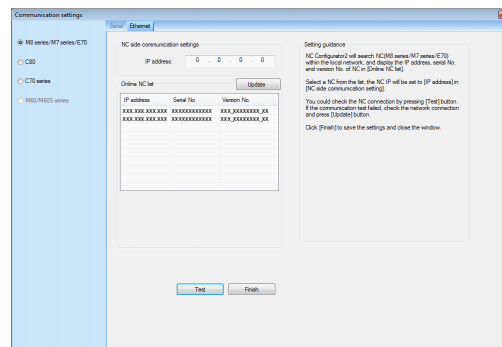 Communication settings
Serial Ethernet
M8 series/M7 series/E70
C80
C70 series
M60/M60S series
NC side communication settings
IP address: 0 . 0 . 0 . 0
Online NC list
Update
IP address Serial No. Version No.
XXX.XXX.XXX.XXX XXXXXXXXXXXX XXX_XXXXXXXX_XX
XXX.XXX.XXX.XXX XXXXXXXXXXXX XXX_XXXXXXXX_XX
Test Finish
Setting guidance
NC Configurator2 will search NC(M8 series/M7 series/E70)
within the local network, and display the IP address, serial No.
and version No. of NC in [Online NC list].
Select a NC from the list, the NC IP will be set to [IP address] in
[NC side communication setting].
You could check the NC connection by pressing [Test] button.
If the communication test failed, check the network connection
and press [Update] button.
Click [Finish] to save the settings and close the window.